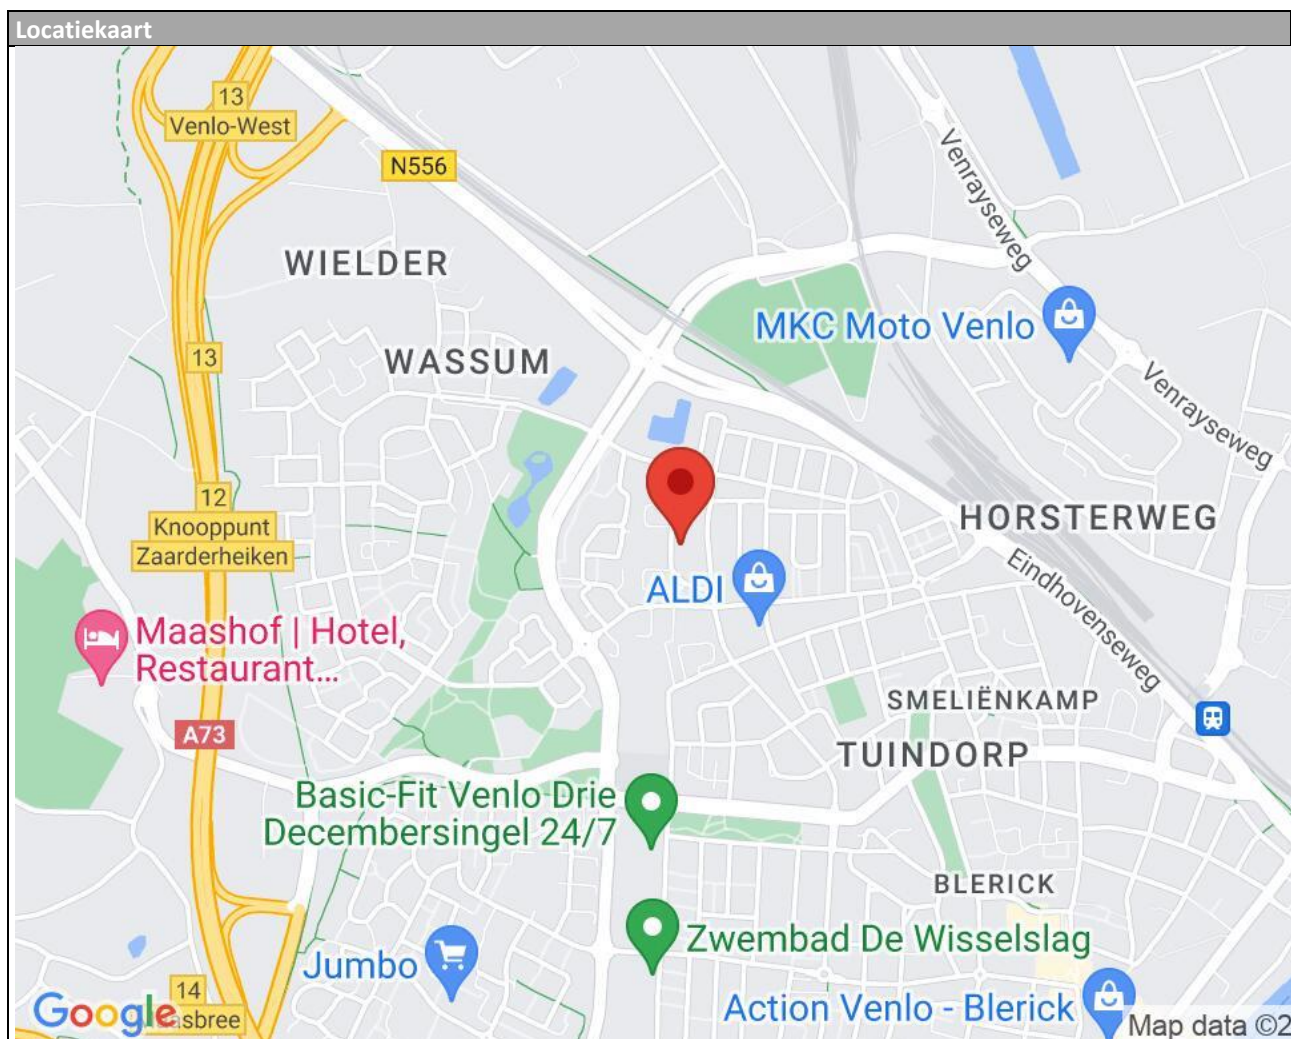 Locatiekaart
13
Venlo-West
N556
Venrayseweg
WIELDER
MKC Moto Venlo
13
WASSUM
Venrayseweg
12
Knooppunt
Zaarderheiken
HORSTERWEG
Eindhovenseweg
ALDI
Maashof | Hotel,
Restaurant...
SMELIËNKAMP
A73
TUINDORP
Basic-Fit Venlo Drie
Decembersingel 24/7
BLERICK
Zwembad De Wisselslag
Jumbo
14
Action Venlo - Blerick
Google
asbree
Map data ©2